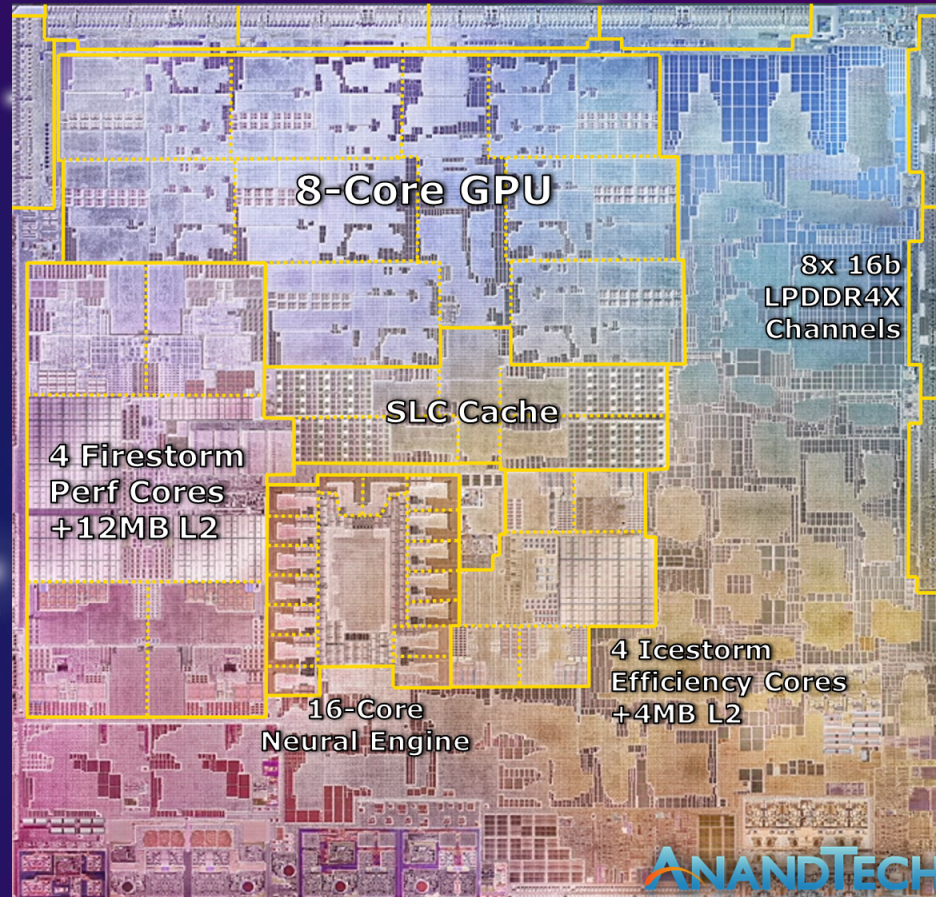 8-Core GPU
8x 16b
LPDDR4X
Channels
SLC Cache
4 Firestorm
Perf Cores
+12MB L2
4 Icestorm
Efficiency Cores
+4MB L2
16-Core
Neural Engine
ANANDTECH